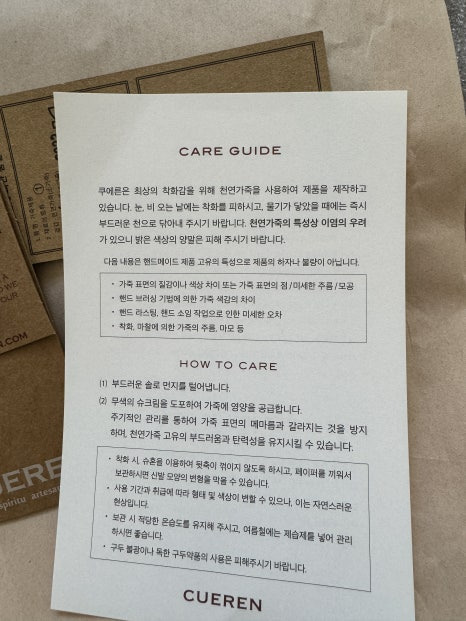 CARE GUIDE
쿠에른은 최상의 착화감을 위해 천연가죽을 사용하여 제품을 제작하고
있습니다. 눈, 비 오는 날에는 착화를 피하시고, 물기가 닿았을 때에는 즉시
부드러운 천으로 닦아내 주시기 바랍니다. 천연가죽의 특성상 이염의 우려
가 있으니 밝은 색상의 양말은 피해 주시기 바랍니다.
다음 내용은 핸드메이드 제품 고유의 특성으로 제품의 하자나 불량이 아닙니다.
• 가죽 표면의 질감이나 색상 차이 또는 가죽 표면의 점 / 미세한 주름 / 모공
• 핸드 브러싱 기법에 의한 가죽 색감의 차이
• 핸드 라스팅, 핸드 소잉 작업으로 인한 미세한 오차
• 착화, 마찰에 의한 가죽의 주름, 마모 등
HOW TO CARE
(1) 부드러운 솔로 먼지를 털어냅니다.
(2) 무색의 슈크림을 도포하여 가죽에 영양을 공급합니다.
주기적인 관리를 통하여 가죽 표면의 메마름과 갈라지는 것을 방지
하며, 천연가죽 고유의 부드러움과 탄력성을 유지시킬 수 있습니다.
• 착화 시, 슈혼을 이용하여 뒷축이 꺾이지 않도록 하시고, 페이퍼를 끼워서
보관하시면 신발 모양의 변형을 막을 수 있습니다.
• 사용 기간과 취급에 따라 형태 및 색상이 변할 수 있으나, 이는 자연스러운
현상입니다.
• 보관 시 적당한 온습도를 유지해 주시고, 여름철에는 제습제를 넣어 관리
하시면 좋습니다.
• 구두 불광이나 독한 구두약품의 사용은 피해주시기 바랍니다.
CUEREN
CUEREN
spiritu artesa